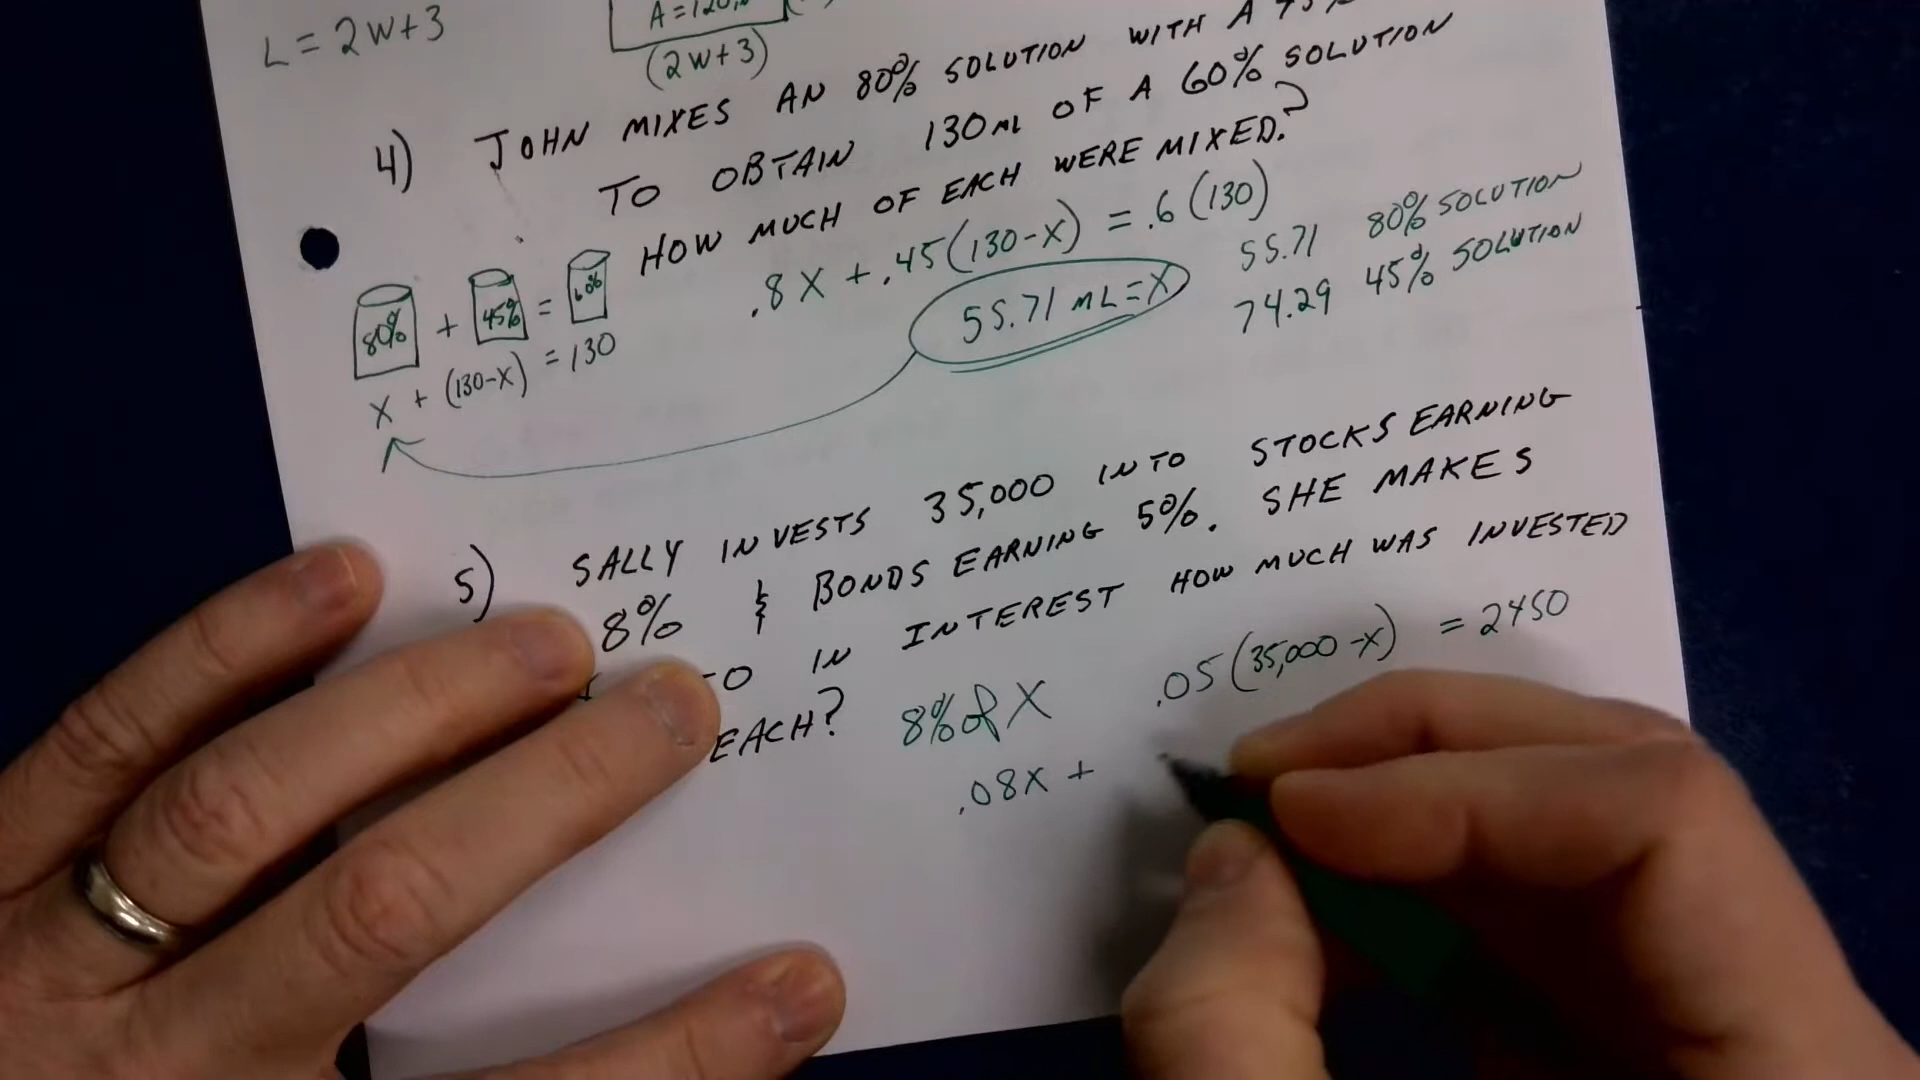 L = 2W+3
A = 120
(2W+3)
4) JOHN MIXES AN 80% SOLUTION WITH A
TO OBTAIN 130 ML OF A 60% SOLUTION
HOW MUCH OF EACH WERE MIXED?
80% + 45% = 60%
X + (130-X) = 130
.8X + .45(130-X) = .6(130)
55.71 ML = X
55.71 80% SOLUTION
74.29 45% SOLUTION
5) SALLY INVESTS 35,000 INTO STOCKS EARNING
8% & BONDS EARNING 5%. SHE MAKES
IN INTEREST HOW MUCH WAS INVESTED
EACH?
8% of X .05(35,000-X) = 2450
.08X +